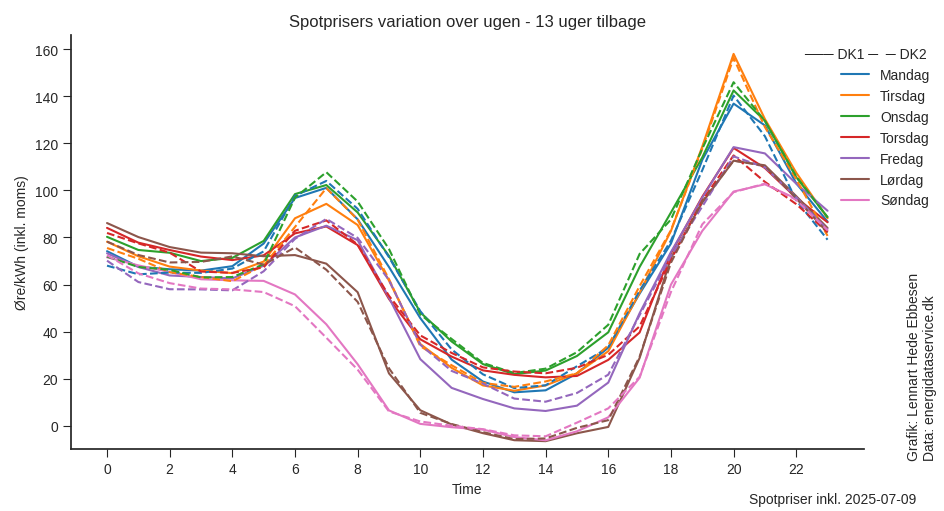 Spotprisers variation over ugen - 13 uger tilbage
Øre/kWh (inkl. moms)
160
140
120
100
80
60
40
20
0
0 2 4 6 8 10 12 14 16 18 20 22
Time
DK1 DK2
Mandag
Tirsdag
Onsdag
Torsdag
Fredag
Lørdag
Søndag
Grafik: Lennart Hede Ebbesen
Data: energidataservice.dk
Spotpriser inkl. 2025-07-09